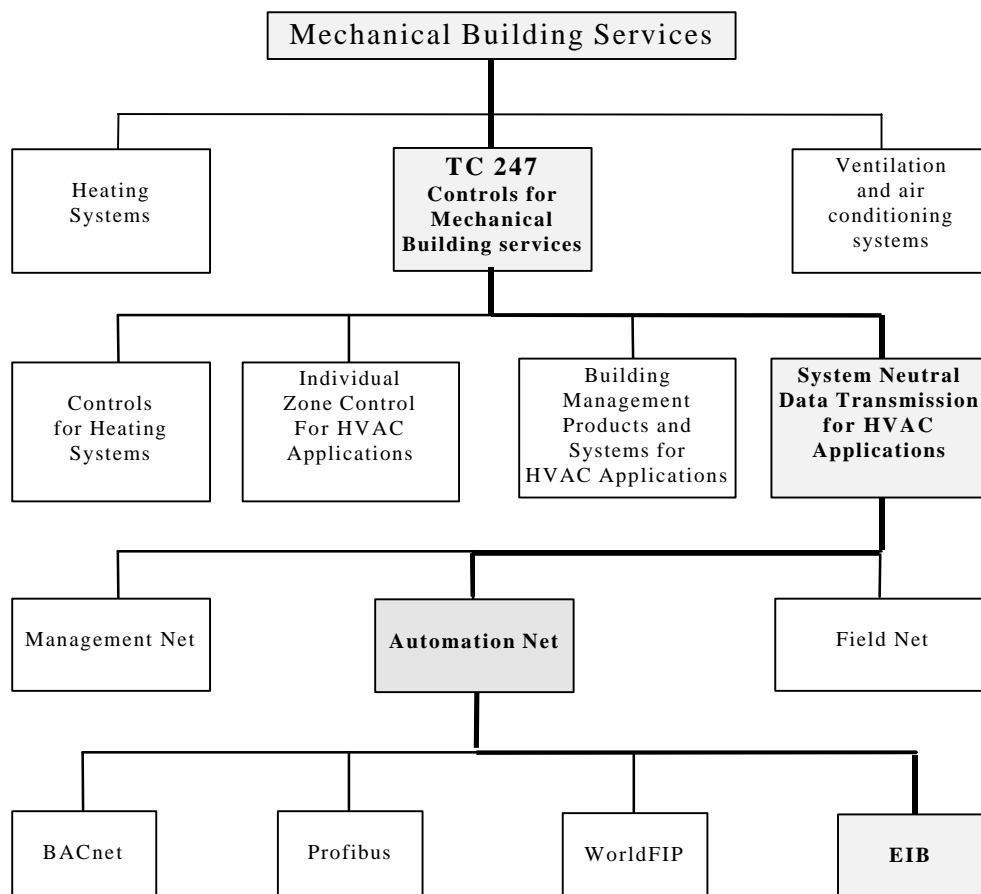 Mechanical Building Services
Heating
Systems
TC 247
Controls for
Mechanical
Building services
Ventilation
and air
conditioning
systems
Controls
for Heating
Systems
Individual
Zone Control
For HVAC
Applications
Building
Management
Products and
Systems for
HVAC Applications
System Neutral
Data Transmission
for HVAC
Applications
Management Net
Automation Net
Field Net
BACnet
Profibus
WorldFIP
EIB